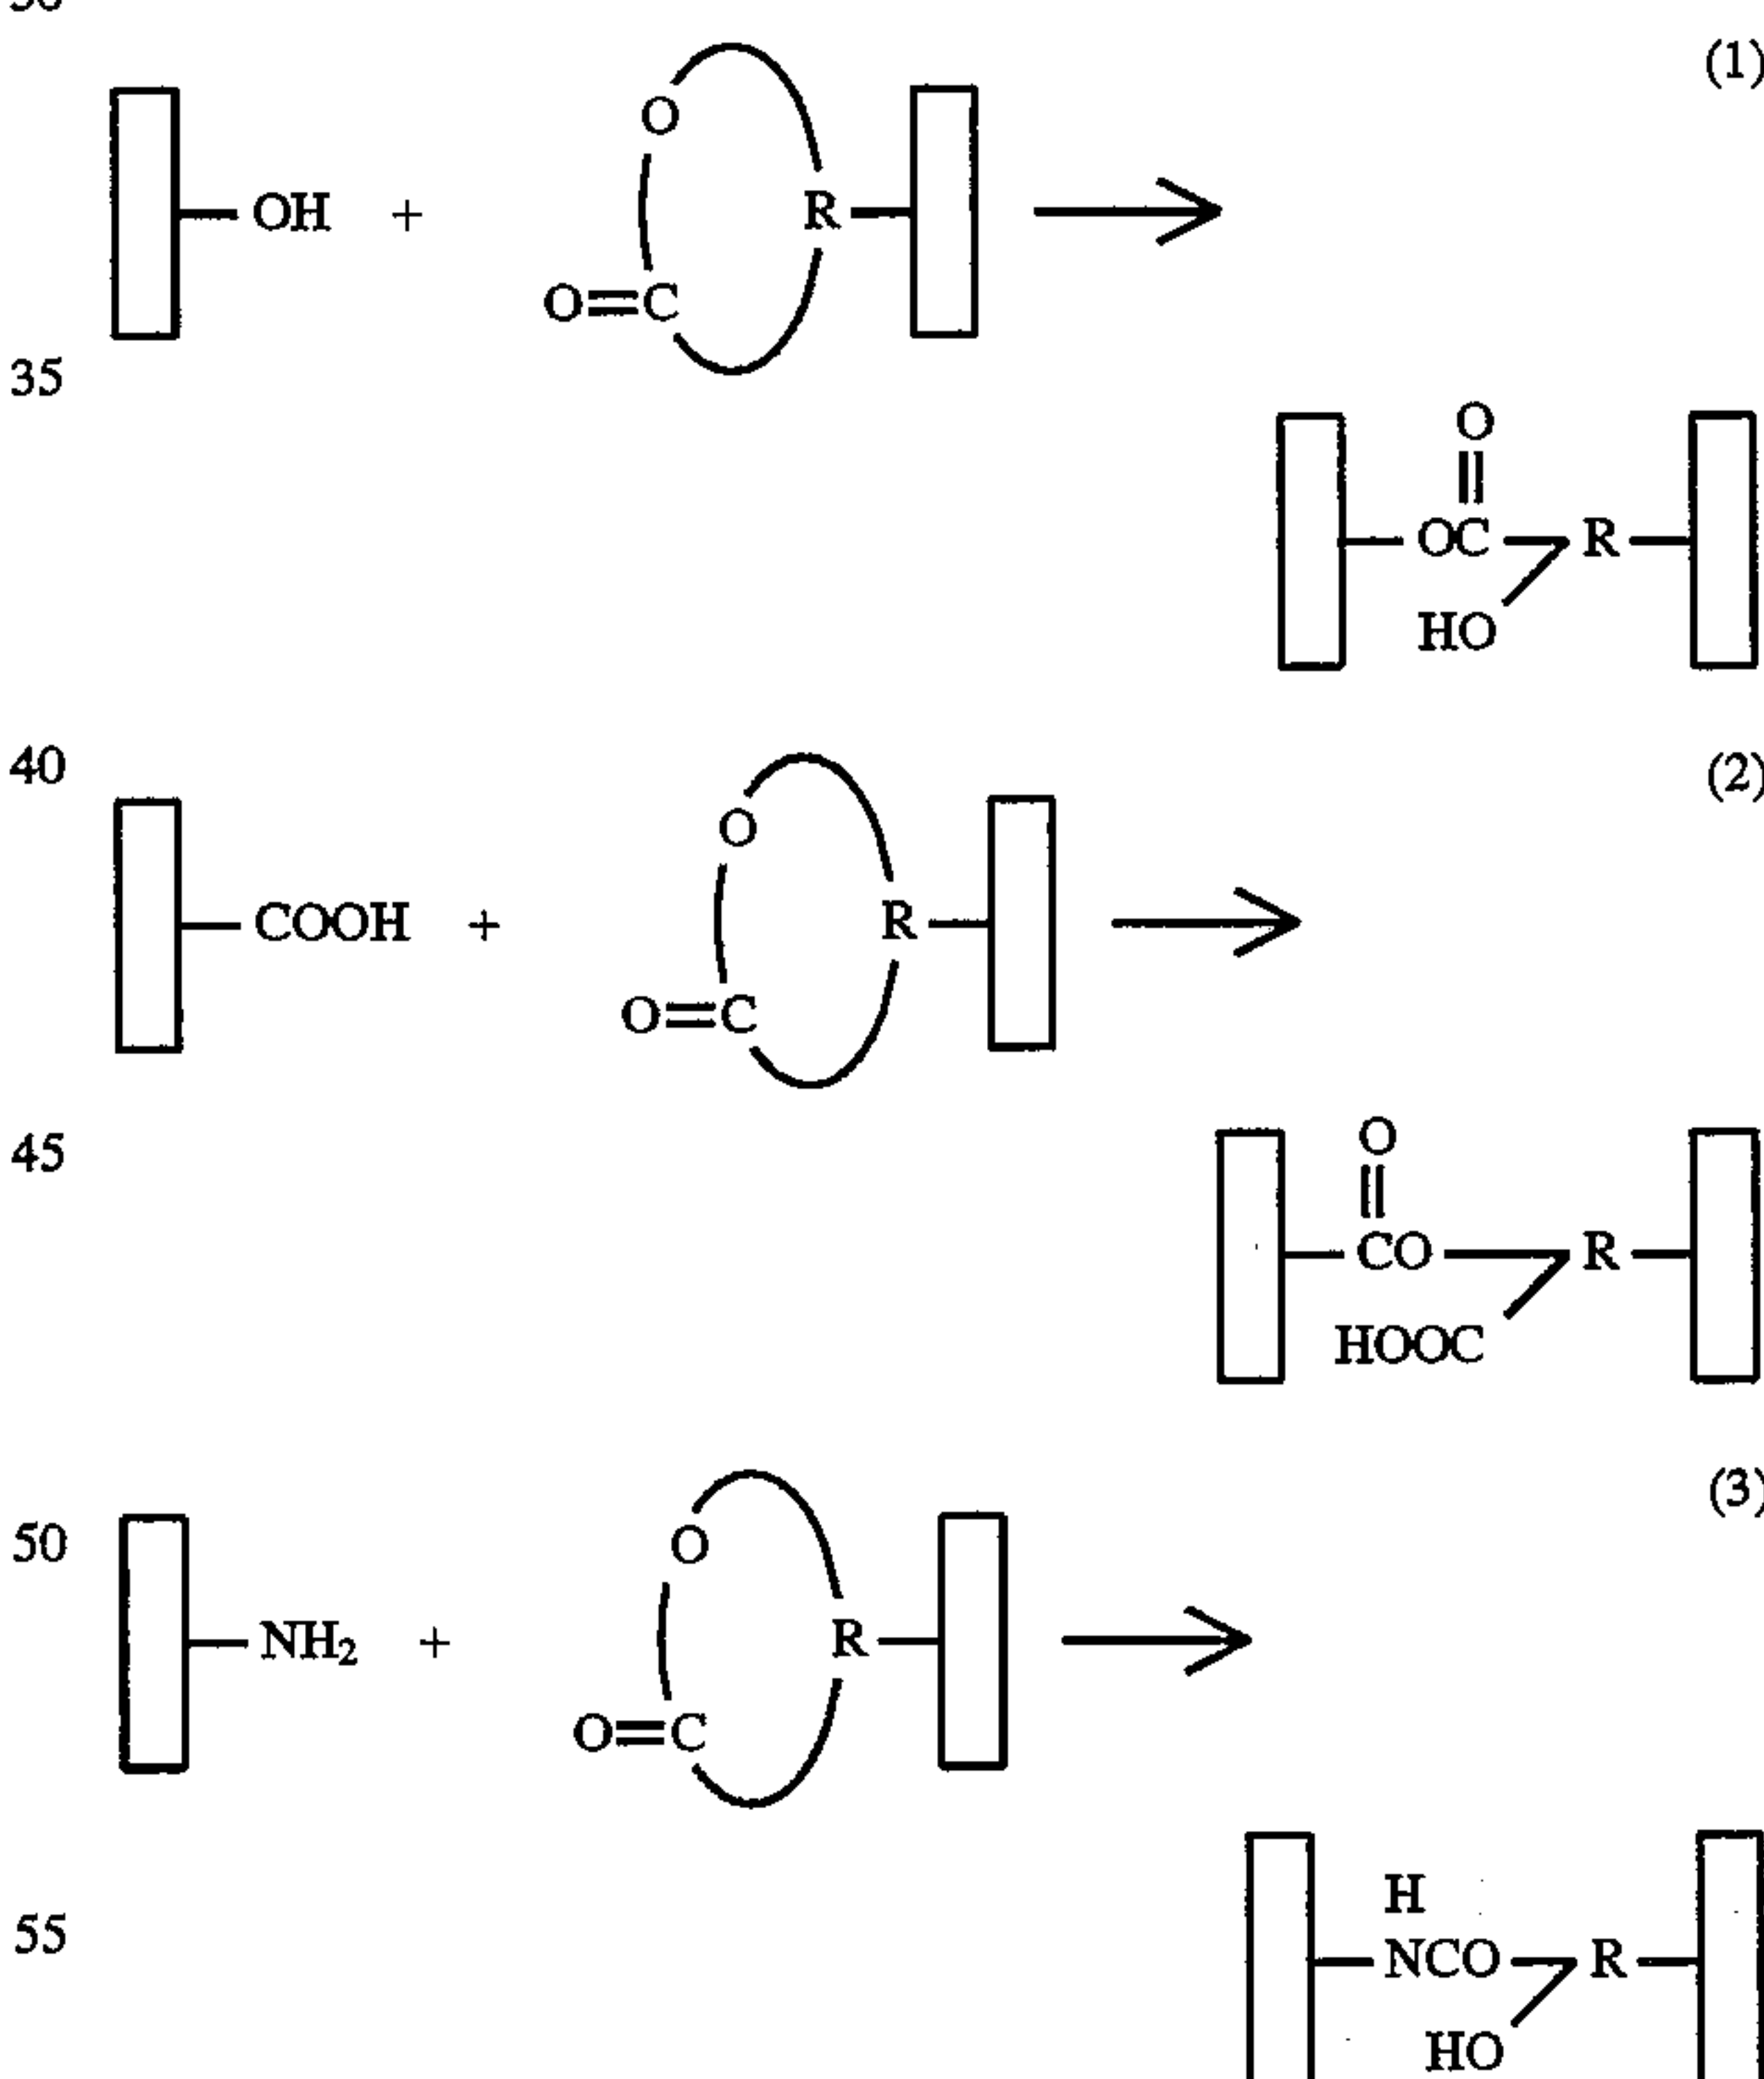 (1)
O
OH + R
O=C
35
O
OC R
HO
40
(2)
O
COOH + R
O=C
45
O
CO R
HOOC
(3)
50
O
NH₂ + R
O=C
H
55
NCO R
HO